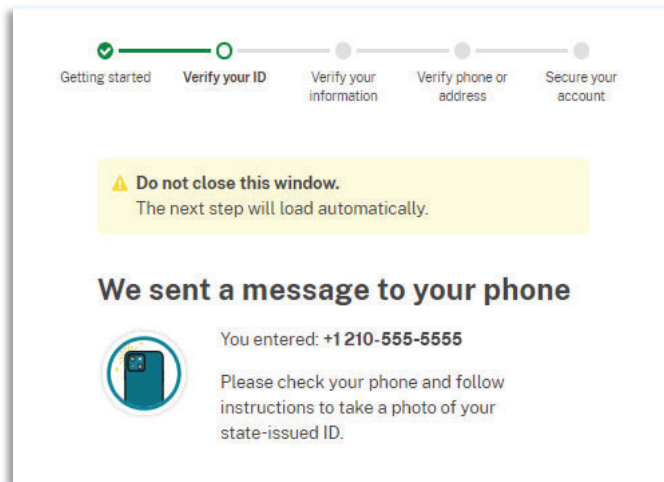 Getting started
Verify your ID
Verify your
information
Verify phone or
address
Secure your
account
Do not close this window.
The next step will load automatically.
We sent a message to your phone
You entered: +1 210-555-5555
Please check your phone and follow
instructions to take a photo of your
state-issued ID.